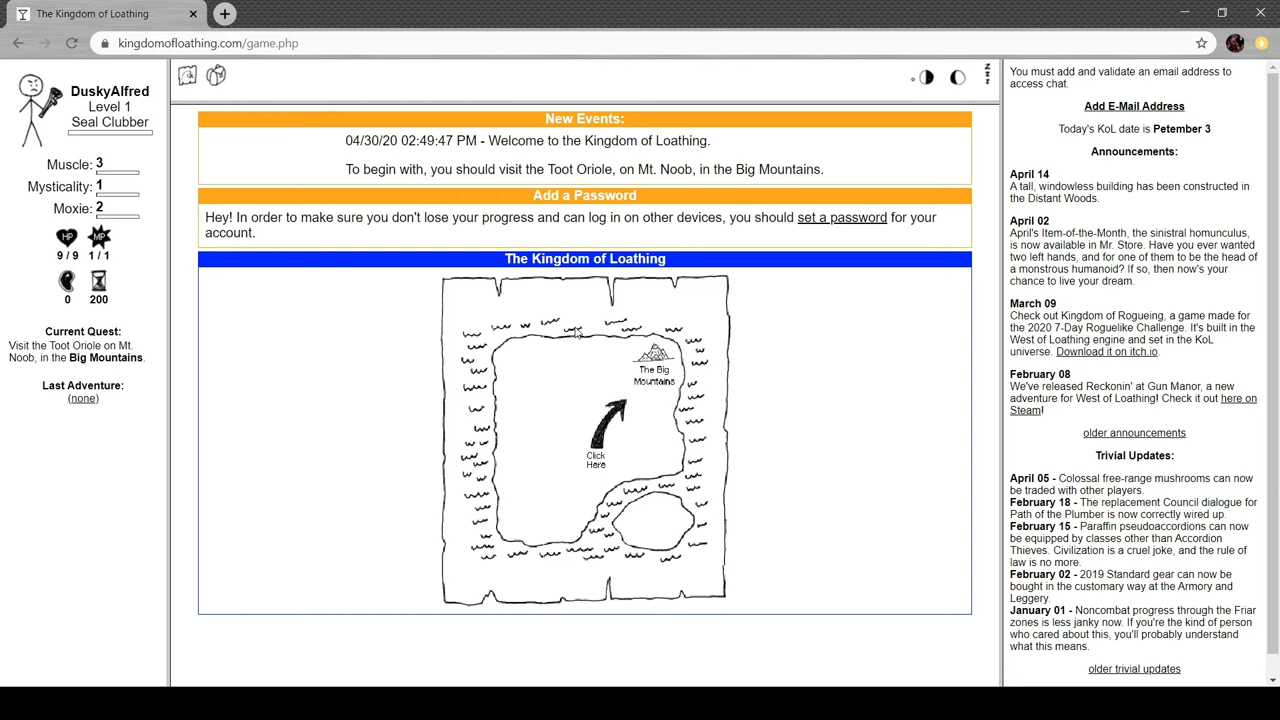 The Kingdom of Loathing
kingdomofloathing.com/game.php
DuskyAlfred
Level 1
Seal Clubber
Muscle: 3
Mysticality: 1
Moxie: 2
HP MP
9 / 9 1 / 1
0 200
Current Quest:
Visit the Toot Oriole on Mt.
Noob, in the Big Mountains.
Last Adventure:
(none)
Z
z
z
New Events:
04/30/20 02:49:47 PM - Welcome to the Kingdom of Loathing.
To begin with, you should visit the Toot Oriole, on Mt. Noob, in the Big Mountains.
Add a Password
Hey! In order to make sure you don't lose your progress and can log in on other devices, you should set a password for your
account.
The Kingdom of Loathing
The Big
Mountains
Click
Here
You must add and validate an email address to
access chat.
Add E-Mail Address
Today's KoL date is Petember 3
Announcements:
April 14
A tall, windowless building has been constructed in
the Distant Woods.
April 02
April's Item-of-the-Month, the sinistral homunculus,
is now available in Mr. Store. Have you ever wanted
two left hands, and for one of them to be the head of
a monstrous humanoid? If so, then now's your
chance to live your dream.
March 09
Check out Kingdom of Rogueing, a game made for
the 2020 7-Day Roguelike Challenge. It's built in the
West of Loathing engine and set in the KoL
universe. Download it on itch.io.
February 08
We've released Reckonin' at Gun Manor, a new
adventure for West of Loathing! Check it out here on
Steam!
older announcements
Trivial Updates:
April 05 - Colossal free-range mushrooms can now
be traded with other players.
February 18 - The replacement Council dialogue for
Path of the Plumber is now correctly wired up.
February 15 - Paraffin pseudoaccordions can now
be equipped by classes other than Accordion
Thieves. Civilization is a cruel joke, and the rule of
law is no more.
February 02 - 2019 Standard gear can now be
bought in the customary way at the Armory and
Leggery.
January 01 - Noncombat progress through the Friar
zones is less janky now. If you're the kind of person
who cared about this, you'll probably understand
what this means.
older trivial updates